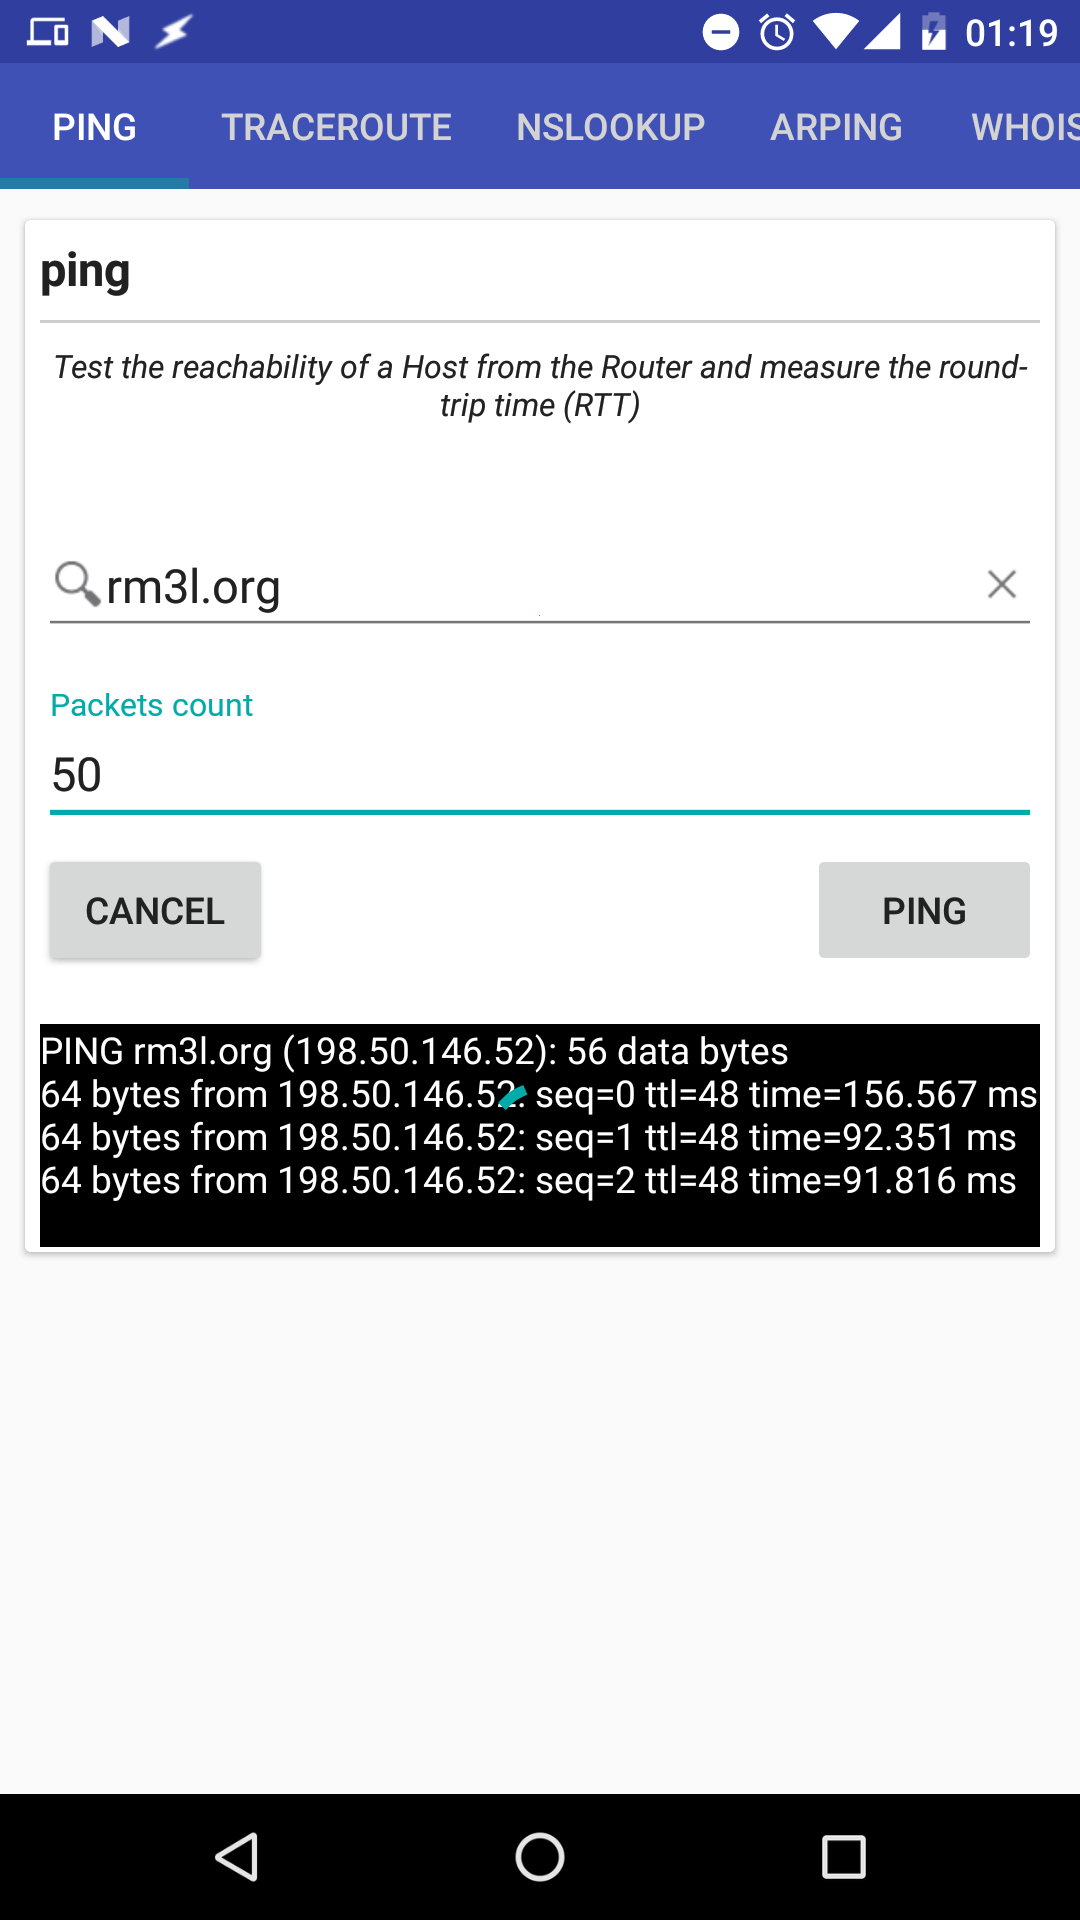 01:19
PING TRACEROUTE NSLOOKUP ARPING WHOIS
ping
Test the reachability of a Host from the Router and measure the round-
trip time (RTT)
rm3l.org
Packets count
50
CANCEL PING
PING rm3l.org (198.50.146.52): 56 data bytes
64 bytes from 198.50.146.52: seq=0 ttl=48 time=156.567 ms
64 bytes from 198.50.146.52: seq=1 ttl=48 time=92.351 ms
64 bytes from 198.50.146.52: seq=2 ttl=48 time=91.816 ms